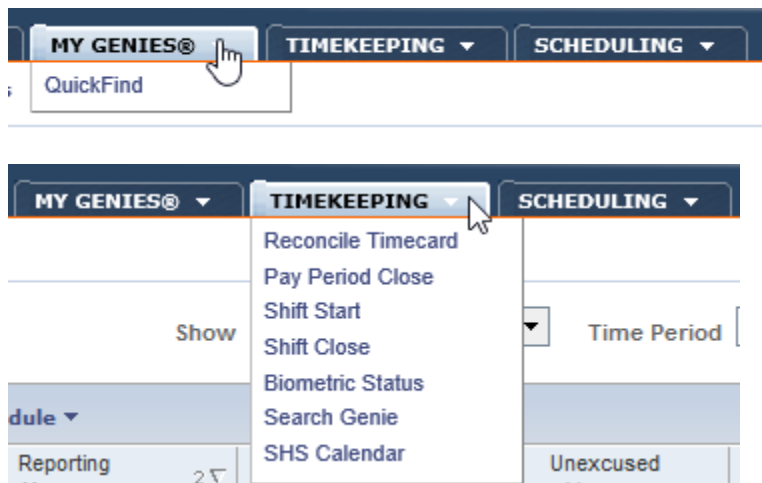 MY GENIES® TIMEKEEPING SCHEDULING
QuickFind
MY GENIES® TIMEKEEPING SCHEDULING
Reconcile Timecard
Pay Period Close
Shift Start
Show Time Period
Shift Close
Biometric Status
dule Search Genie
SHS Calendar
Reporting 2 Unexcused